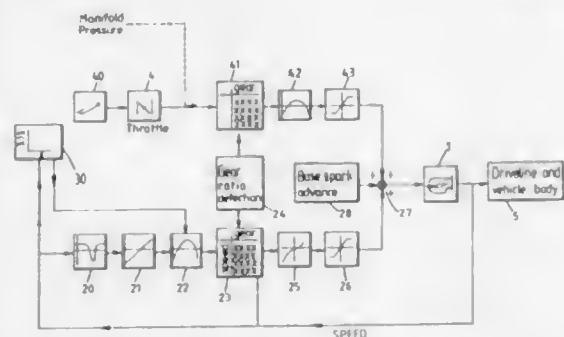 Manifold
Pressure
40
4
41
gear
42
43
Throttle
30
Gear
ratio
detection
24
Base spark
advance
28
27
Driveline and
vehicle body
5
gear
20
21
22
23
25
26
SPEED